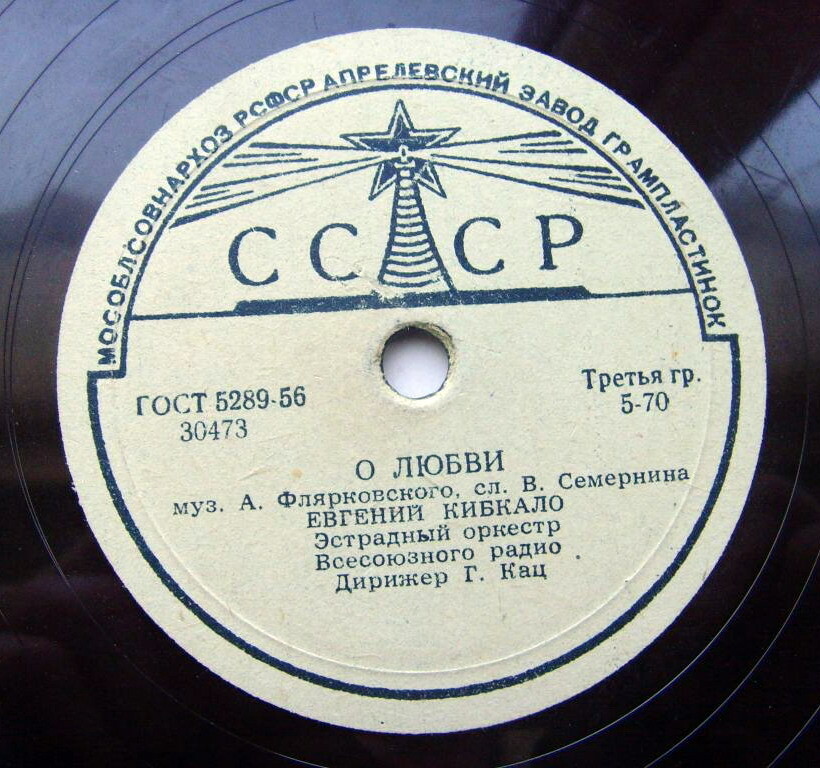 МОСОБЛСОВНАРХОЗ РСФСР АПРЕЛЕВСКИЙ ЗАВОД ГРАМПЛАСТИНОК
СССР
ГОСТ 5289-56
30473
Третья гр.
5-70
О ЛЮБВИ
муз. А. Флярковского, сл. В. Семернина
ЕВГЕНИЙ КИБКАЛО
Эстрадный оркестр
Всесоюзного радио
Дирижер Г. Кац